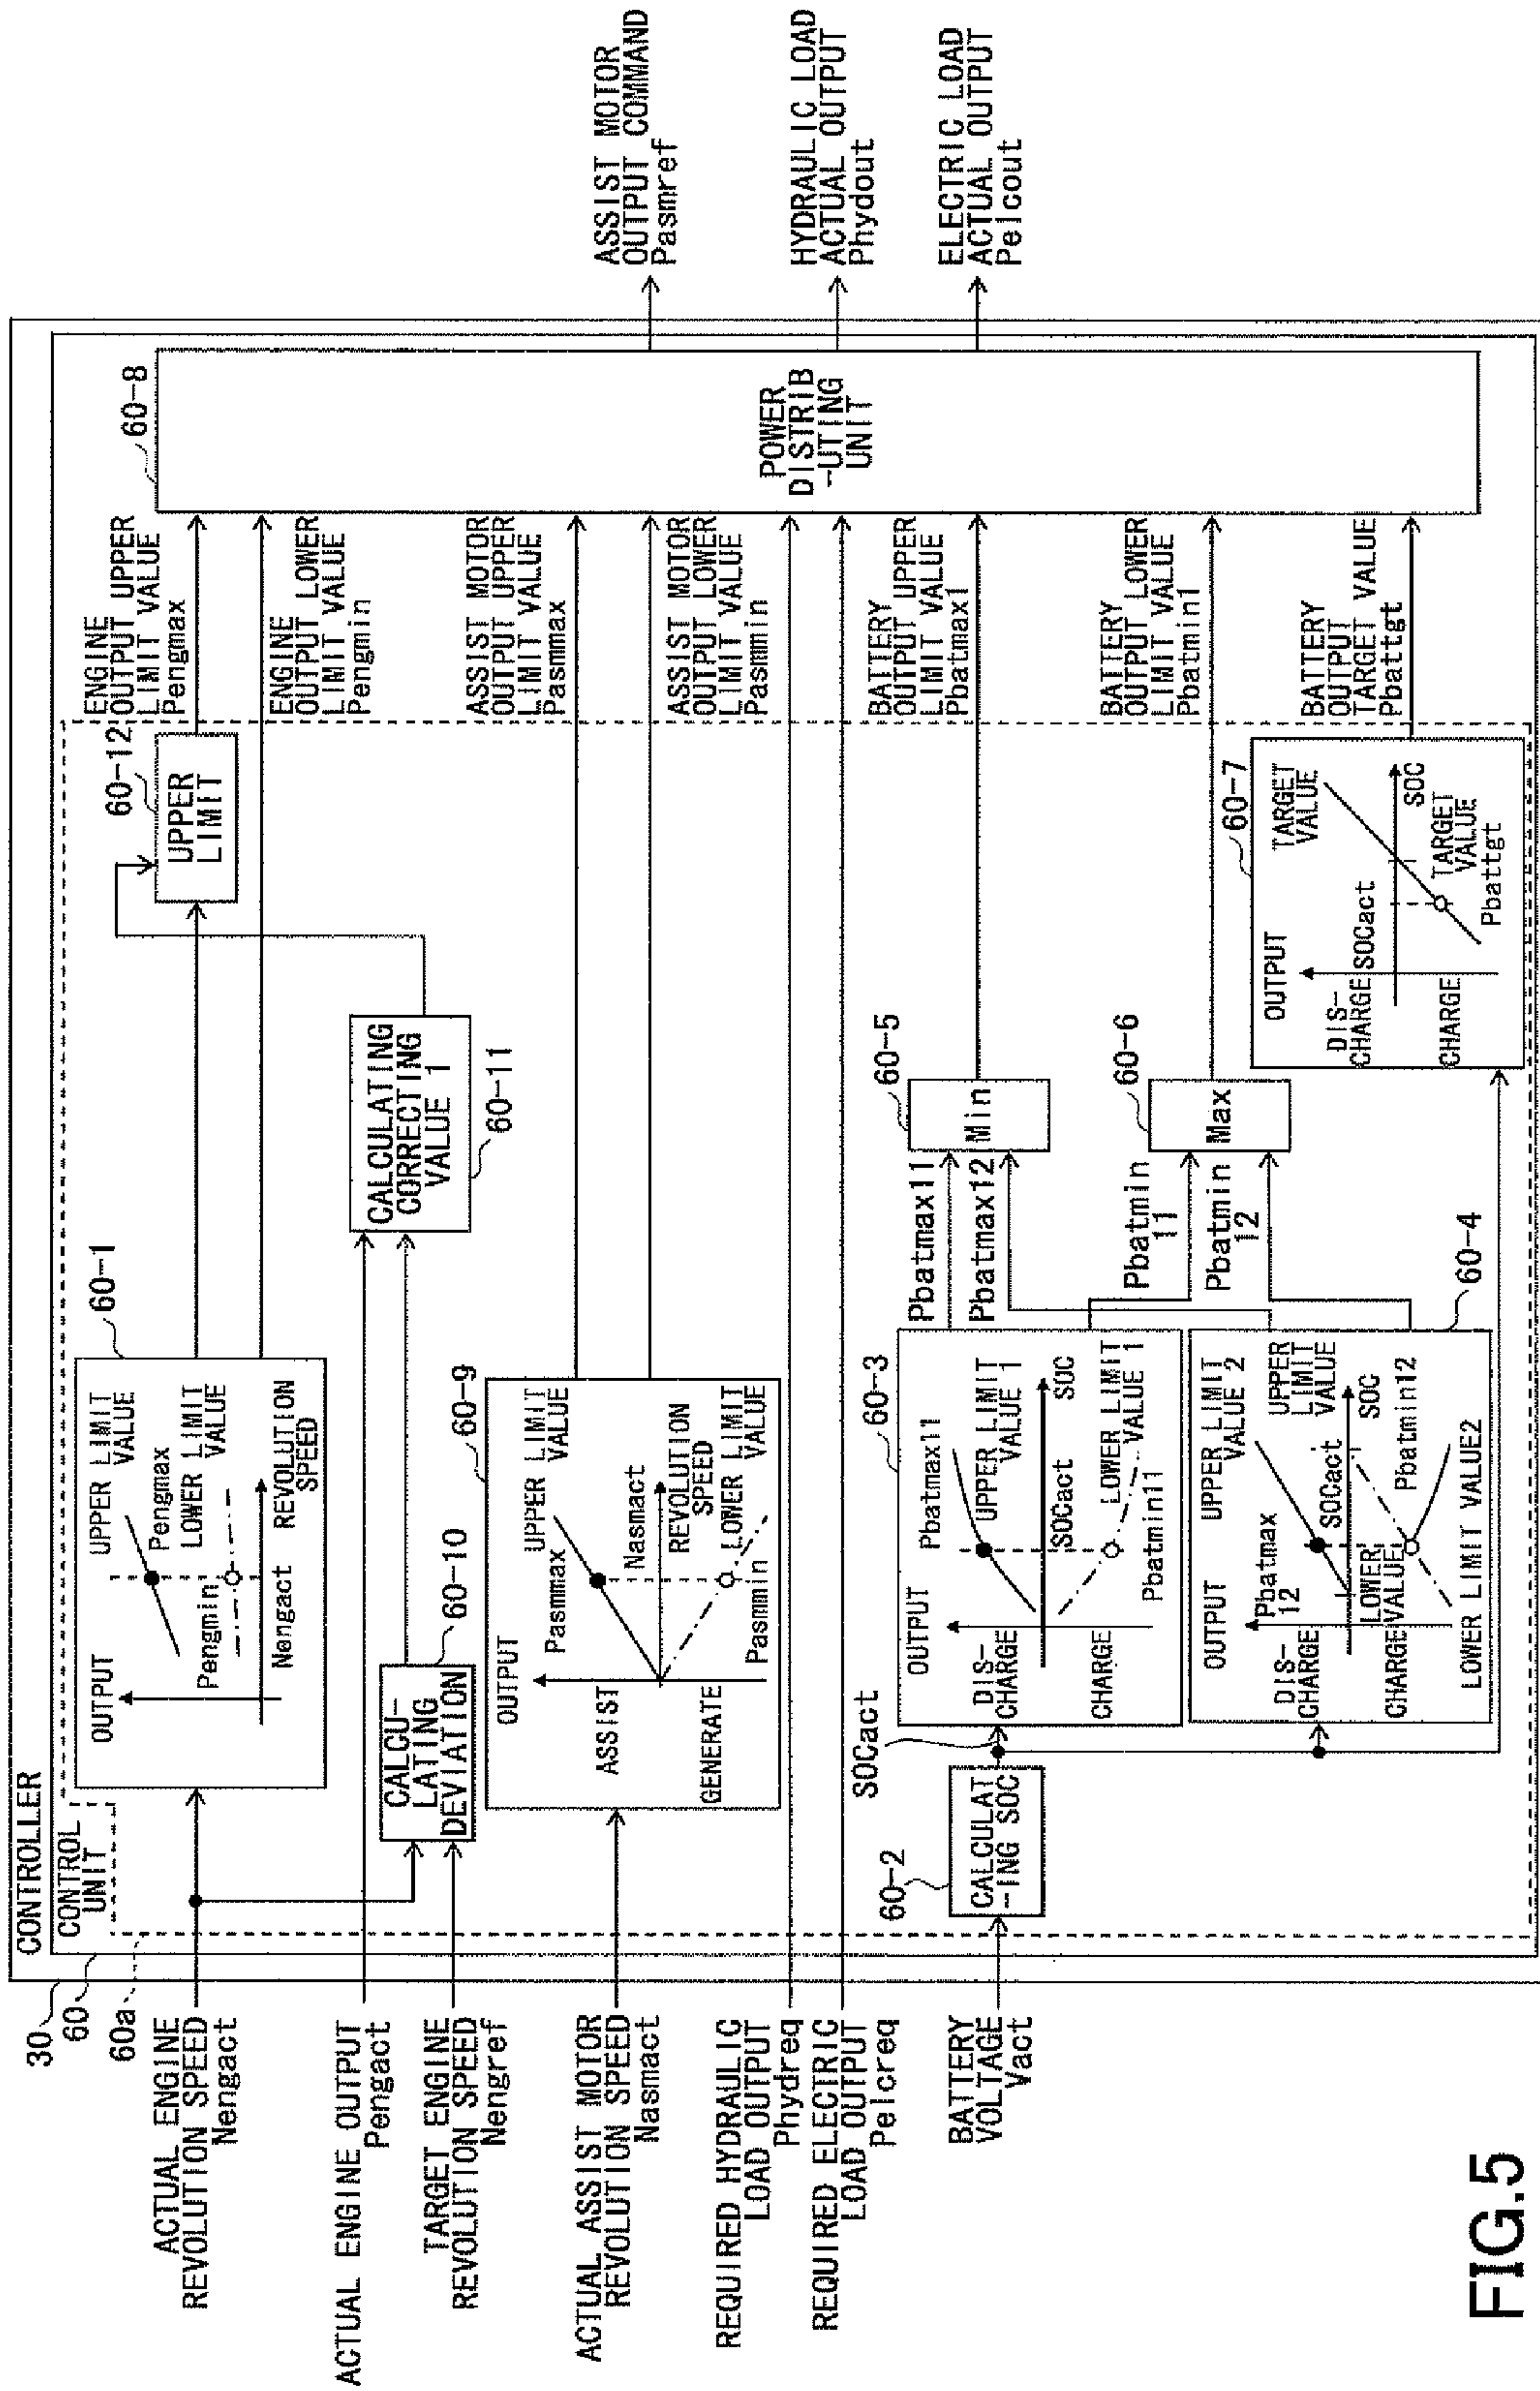 CONTROLLER
30
60
CONTROL
UNIT
60a
ACTUAL ENGINE
REVOLUTION SPEED
Nengact
ACTUAL ENGINE OUTPUT
Pengact
TARGET ENGINE
REVOLUTION SPEED
Nengref
ACTUAL ASSIST MOTOR
REVOLUTION SPEED
Nasmact
REQUIRED HYDRAULIC
LOAD OUTPUT
Phydreq
REQUIRED ELECTRIC
LOAD OUTPUT
Pelcreq
BATTERY
VOLTAGE
Vact
60-1
OUTPUT
UPPER LIMIT
VALUE
Pengmax
LOWER LIMIT
VALUE
Pengmin
Nengact
REVOLUTION
SPEED
CALCU-
LATING
DEVIATION
60-10
CALCULATING
CORRECTING
VALUE 1
60-11
60-12
UPPER
LIMIT
60-9
OUTPUT
UPPER LIMIT
VALUE
Pasmmax
ASSIST
Nasmact
REVOLUTION
SPEED
GENERATE
LOWER LIMIT
VALUE
Pasmmin
60-2
CALCULAT
-ING SOC
SOCact
60-3
OUTPUT
Pbatmax11
UPPER LIMIT
VALUE 1
DIS-
CHARGE
SOCact
SOC
CHARGE
LOWER LIMIT
VALUE 1
Pbatmin11
60-4
OUTPUT
UPPER LIMIT
VALUE 2
Pbatmax
12
UPPER
LIMIT
VALUE
DIS-
CHARGE
SOCact
SOC
LOWER
VALUE
CHARGE
Pbatmin12
LOWER LIMIT VALUE2
Pbatmax11
Pbatmax12
60-5
Min
Pbatmin
11
Pbatmin
12
60-6
Max
60-7
OUTPUT
TARGET
VALUE
DIS-
CHARGE
SOCact
SOC
CHARGE
TARGET
VALUE
Pbattgt
ENGINE
OUTPUT UPPER
LIMIT VALUE
Pengmax
ENGINE
OUTPUT LOWER
LIMIT VALUE
Pengmin
ASSIST MOTOR
OUTPUT UPPER
LIMIT VALUE
Pasmmax
ASSIST MOTOR
OUTPUT LOWER
LIMIT VALUE
Pasmmin
BATTERY
OUTPUT UPPER
LIMIT VALUE
Pbatmax1
BATTERY
OUTPUT LOWER
LIMIT VALUE
Pbatmin1
BATTERY
OUTPUT
TARGET VALUE
Pbattgt
60-8
POWER
DISTRIB
-UTING
UNIT
ASSIST MOTOR
OUTPUT COMMAND
Pasmref
HYDRAULIC LOAD
ACTUAL OUTPUT
Phydout
ELECTRIC LOAD
ACTUAL OUTPUT
Pelcout
FIG.5